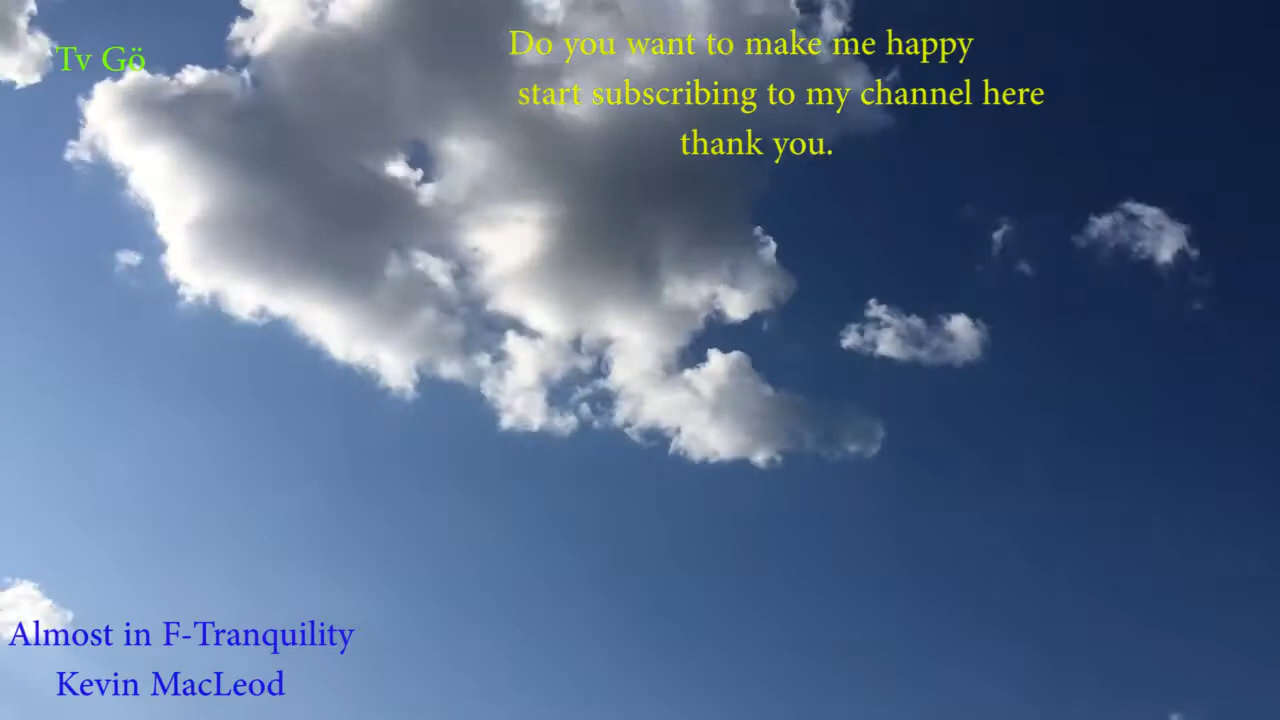 Tv Gö
Do you want to make me happy
start subscribing to my channel here
thank you.
Almost in F-Tranquility
Kevin MacLeod